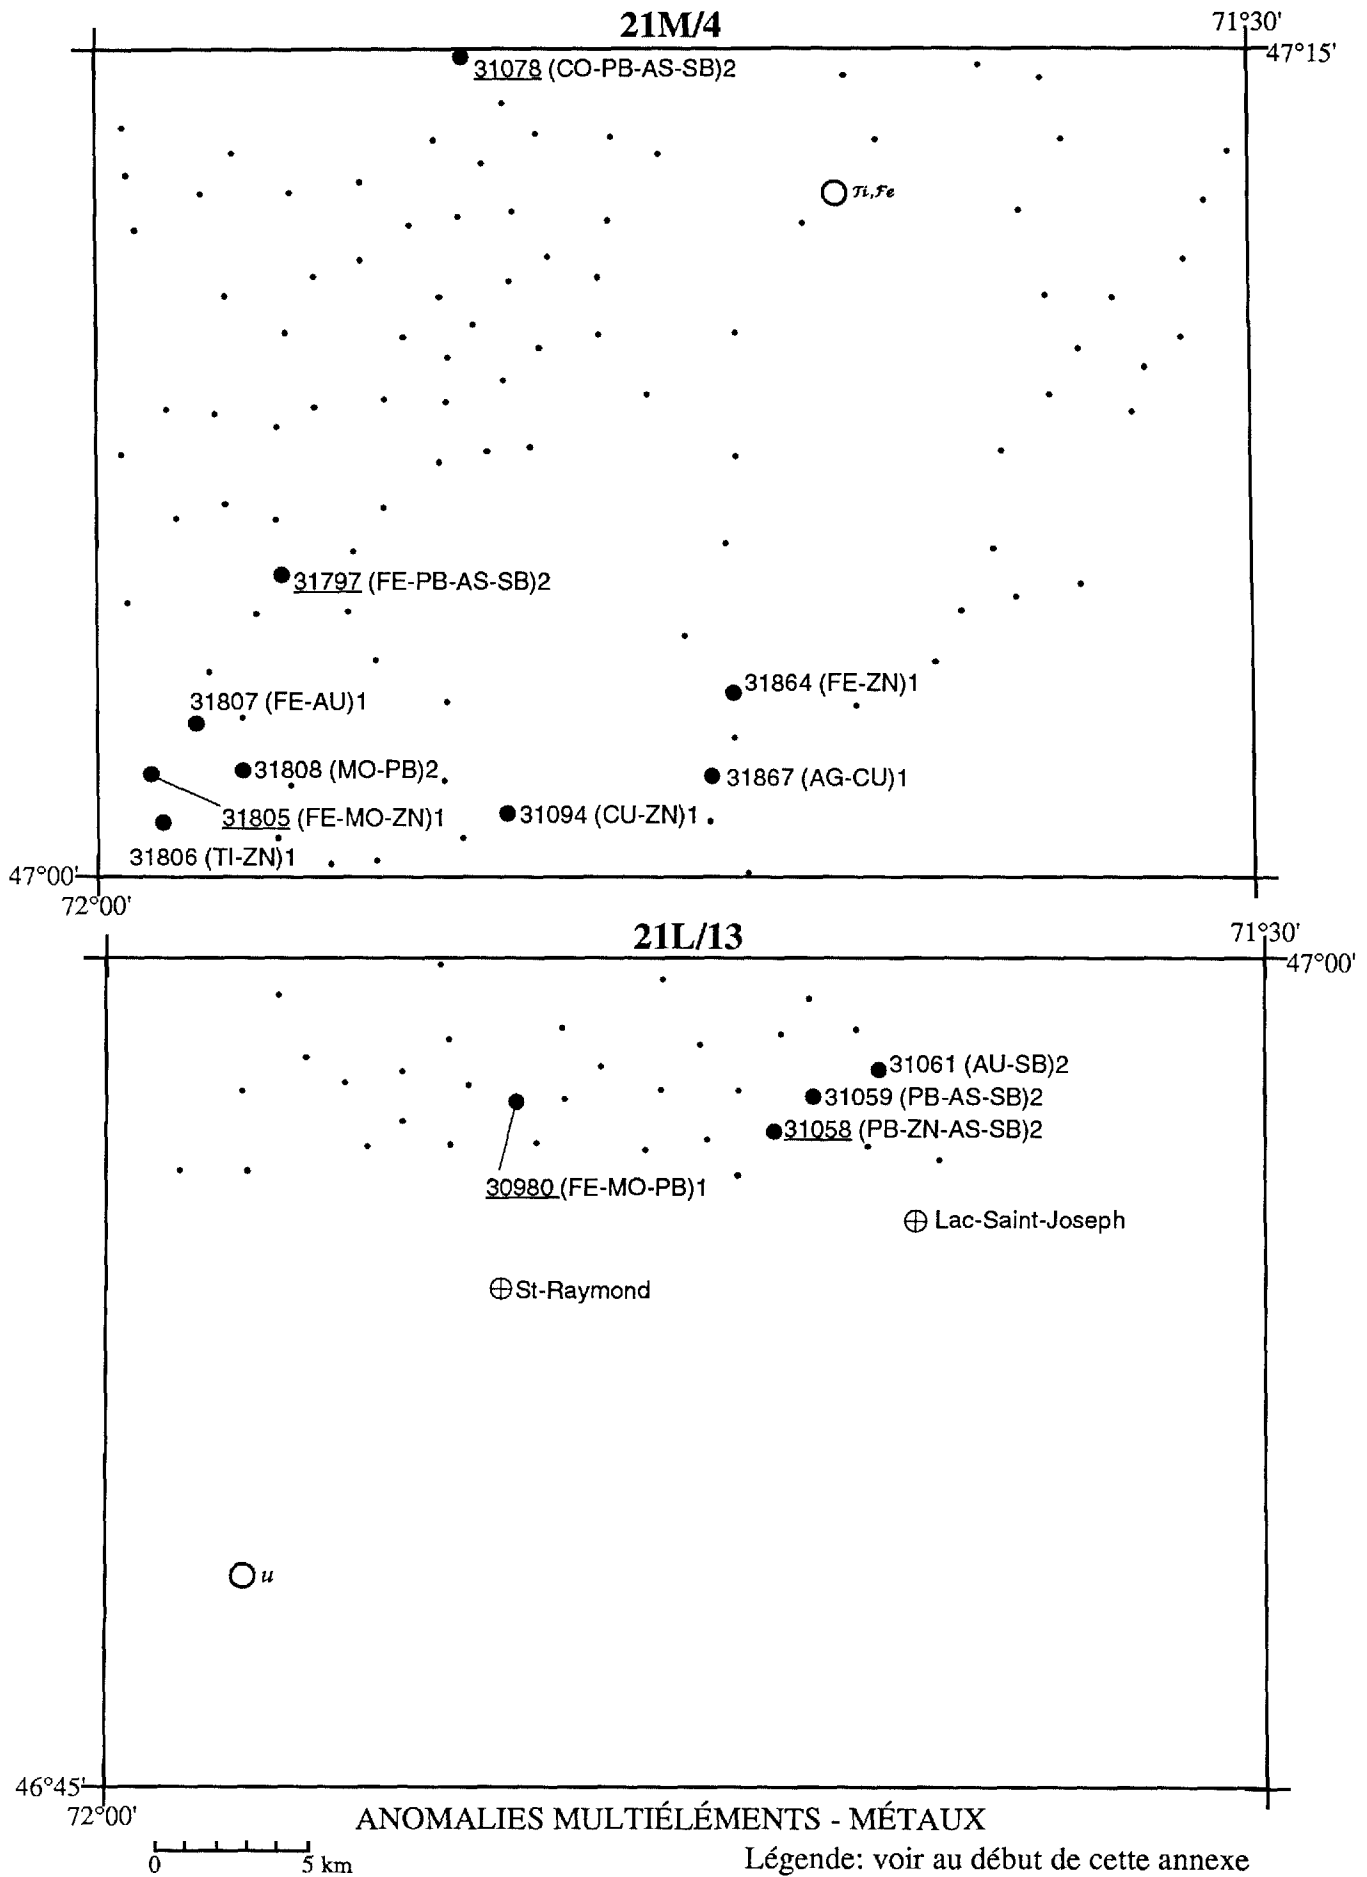 21M/4
71°30'
47°15'
31078 (CO-PB-AS-SB)2
Ti,Fe
31797 (FE-PB-AS-SB)2
31864 (FE-ZN)1
31807 (FE-AU)1
31808 (MO-PB)2
31867 (AG-CU)1
31805 (FE-MO-ZN)1
31094 (CU-ZN)1
31806 (TI-ZN)1
47°00'
72°00'
21L/13
71°30'
47°00'
31061 (AU-SB)2
31059 (PB-AS-SB)2
31058 (PB-ZN-AS-SB)2
30980 (FE-MO-PB)1
Lac-Saint-Joseph
St-Raymond
u
46°45'
72°00'
ANOMALIES MULTIÉLÉMENTS - MÉTAUX
0 5 km
Légende: voir au début de cette annexe